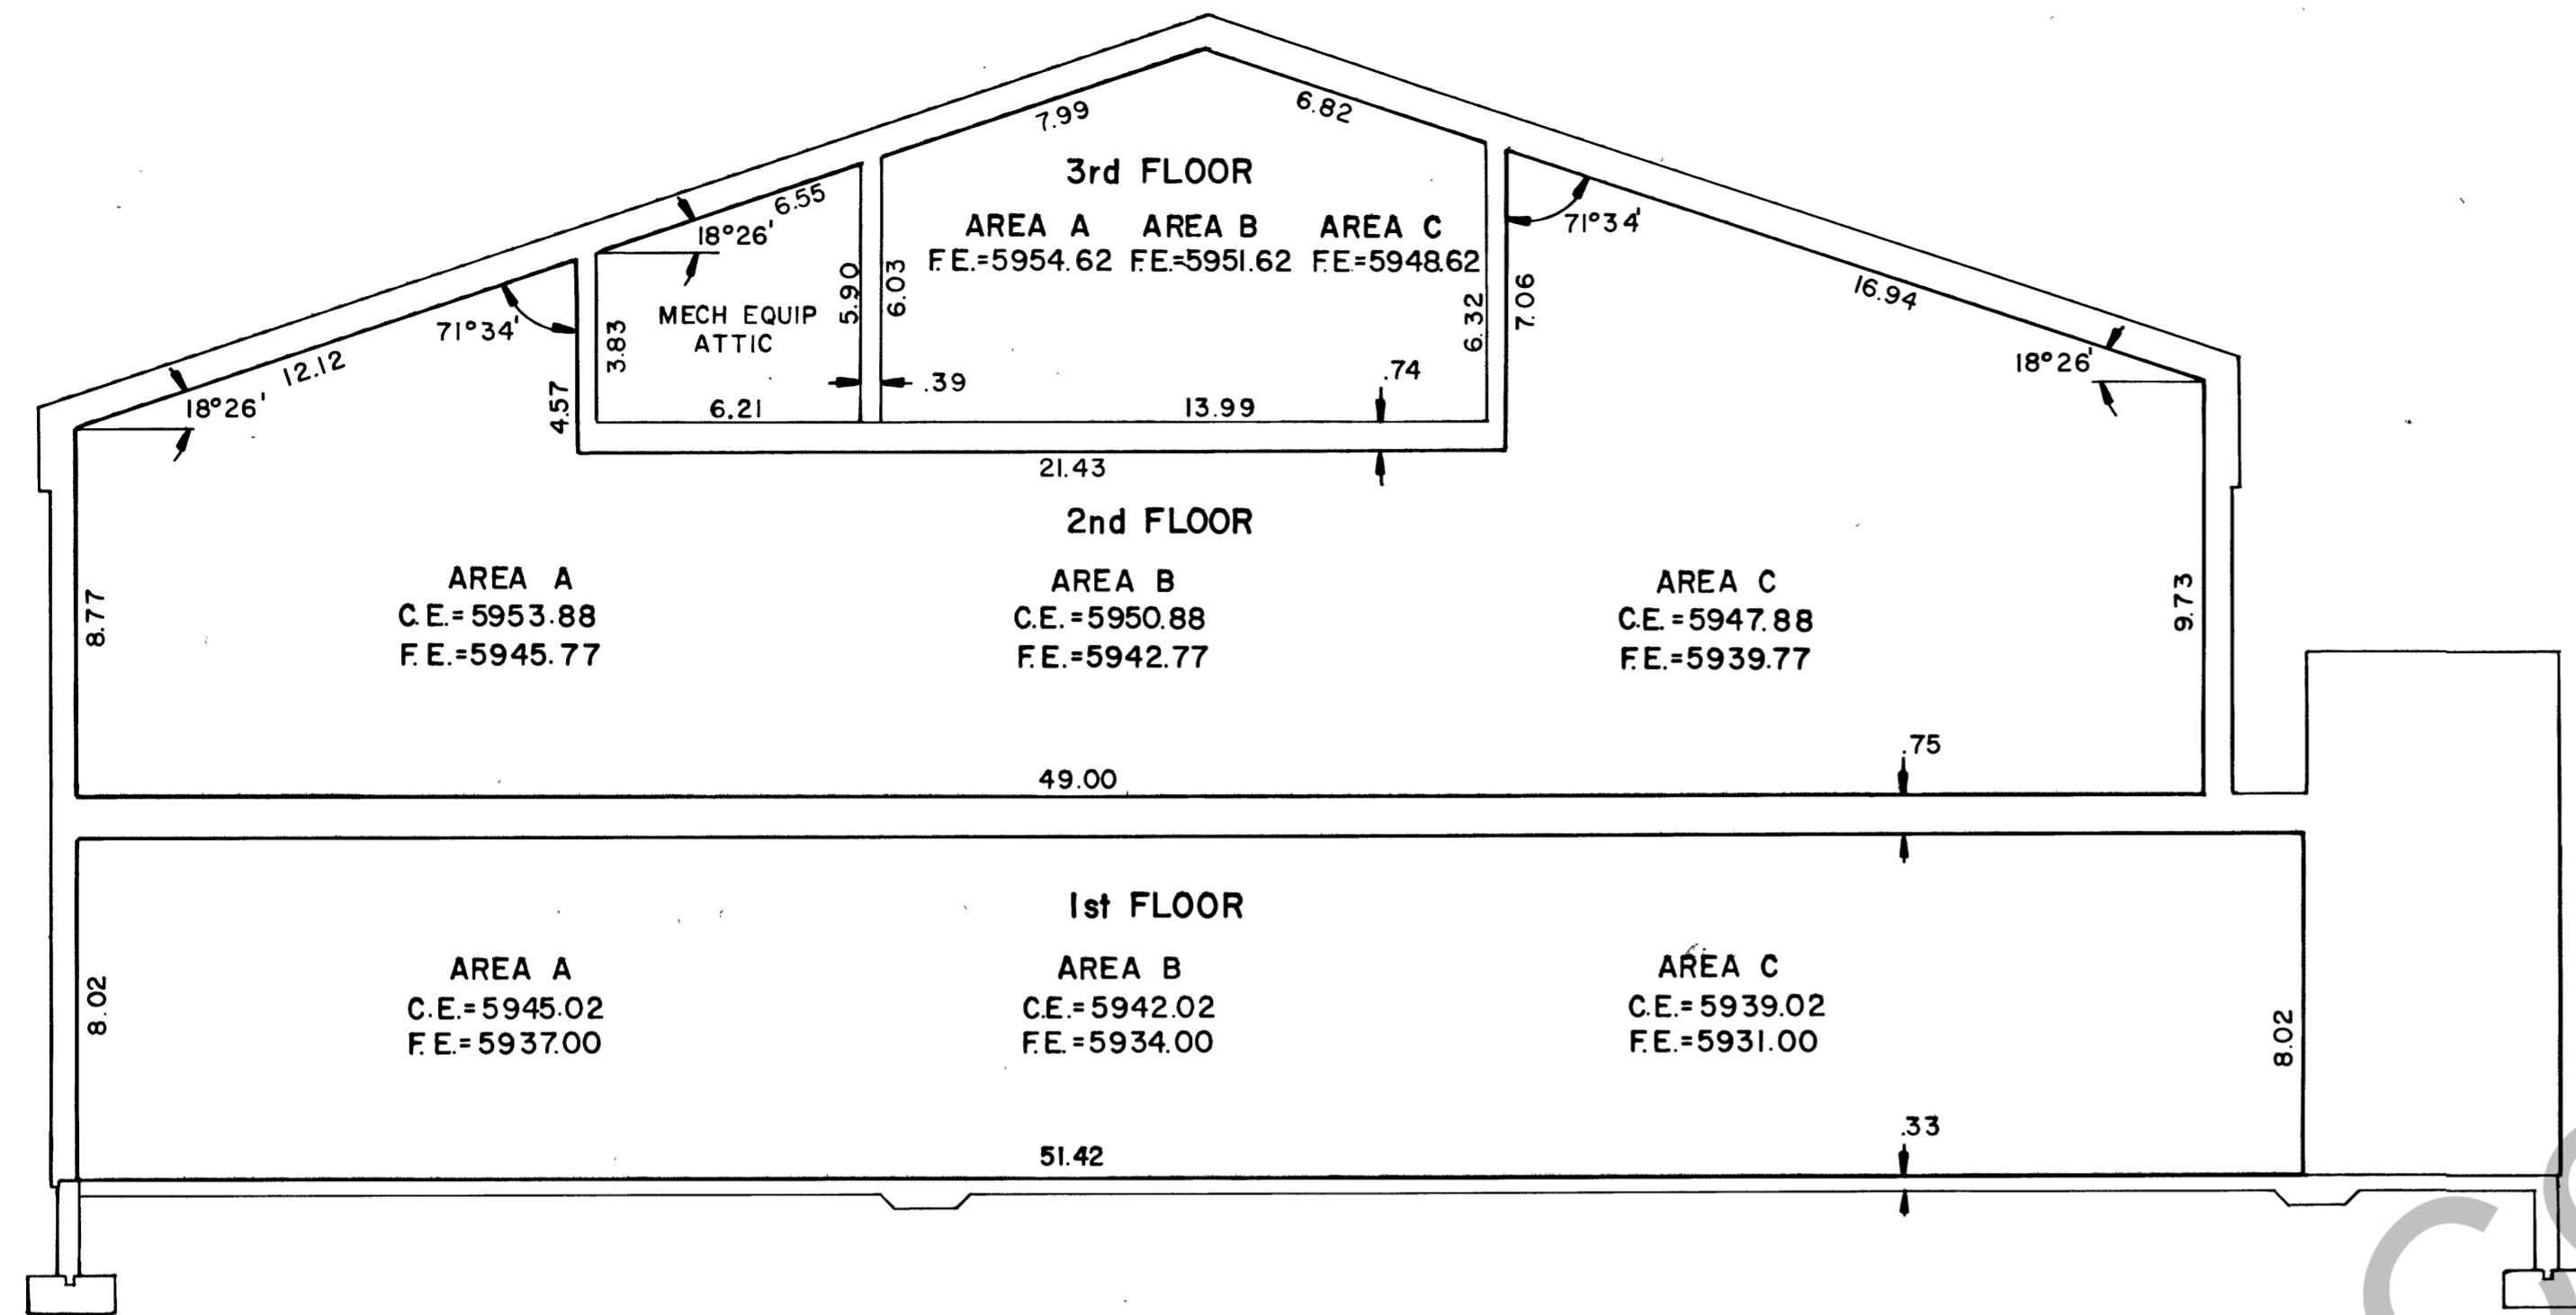 7.99
6.82
3rd FLOOR
6.55
AREA A AREA B AREA C
18°26'
71°34'
F.E.=5954.62 F.E.=5951.62 F.E.=5948.62
5.90
6.03
6.32
7.06
16.94
MECH EQUIP
ATTIC
71°34'
3.83
12.12
18°26'
.74
.39
18°26'
4.57
6.21
13.99
21.43
2nd FLOOR
AREA A
C.E.=5953.88
F.E.=5945.77
AREA B
C.E.=5950.88
F.E.=5942.77
AREA C
C.E.=5947.88
F.E.=5939.77
8.77
9.73
.75
49.00
1st FLOOR
AREA A
C.E.=5945.02
F.E.=5937.00
AREA B
C.E.=5942.02
F.E.=5934.00
AREA C
C.E.=5939.02
F.E.=5931.00
8.02
8.02
.33
51.42